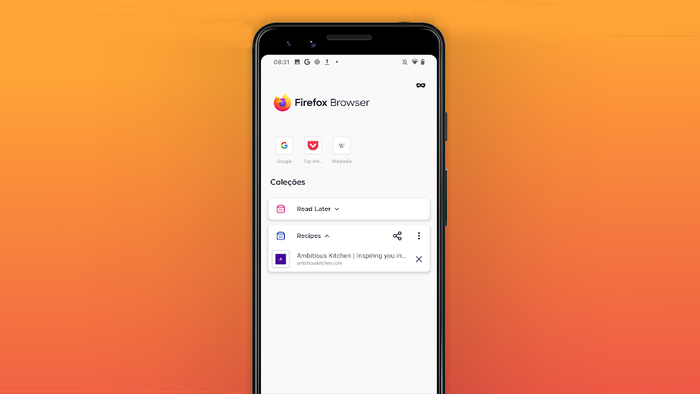 08:31
Firefox Browser
G
W
Google
Top Arti...
Wikipedia
Coleções
Read Later
Recipes
Ambitious Kitchen | Inspiring you in...
ambitiouskitchen.com